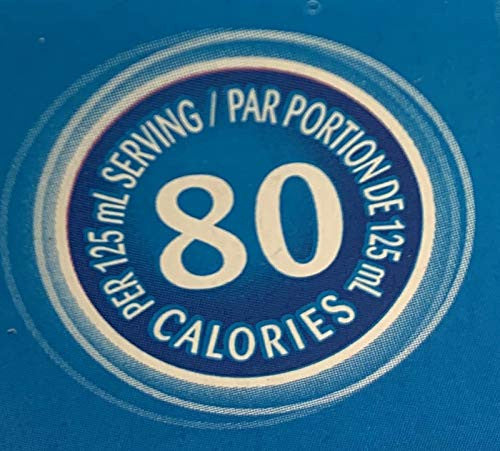 PER 125 mL SERVING / PAR PORTION DE 125 mL
80
CALORIES